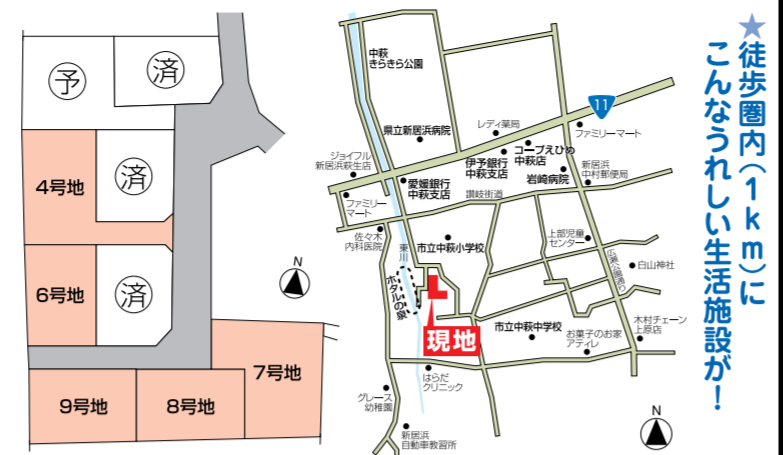 ★徒歩圏内(1km)に
こんなうれしい生活施設が!
予
済
4号地
済
6号地
済
7号地
9号地
8号地
N
中萩
きらきら公園
11
県立新居浜病院
レディ薬局
ファミリーマート
ジョイフル
新居浜萩生店
愛媛銀行
中萩支店
伊予銀行
中萩支店
コープえひめ
中萩店
岩崎病院
新居浜
中村郵便局
讃岐街道
ファミリー
マート
佐々木
内科医院
東川
市立中萩小学校
上部児童
センター
広瀬公園通り
白山神社
ホタルの泉
現地
市立中萩中学校
お菓子のお家
アティレ
木村チェーン
上原店
はらだ
クリニック
グレース
幼稚園
新居浜
自動車教習所
N